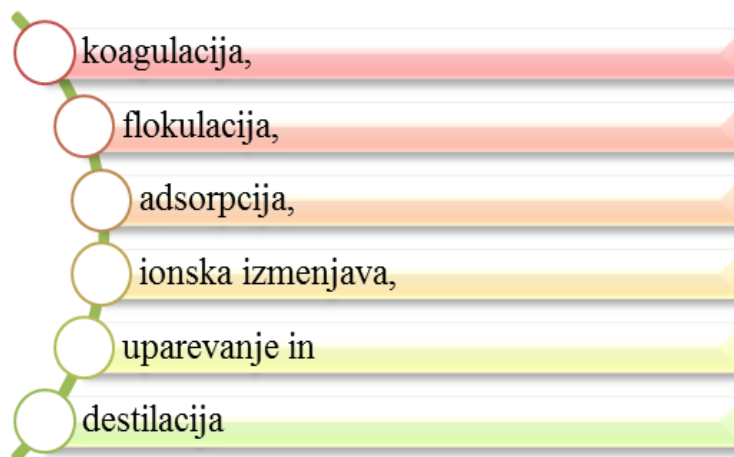 koagulacija,
flokulacija,
adsorpcija,
ionska izmenjava,
uparevanje in
destilacija